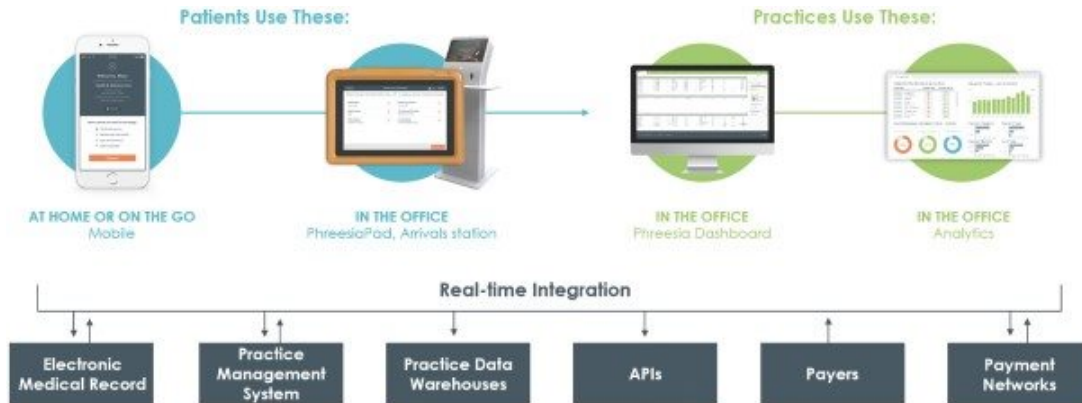 Patients Use These:
Practices Use These:
AT HOME OR ON THE GO
Mobile
IN THE OFFICE
PhreesiaPad, Arrivals station
IN THE OFFICE
Phreesia Dashboard
IN THE OFFICE
Analytics
Real-time Integration
Electronic
Medical Record
Practice
Management
System
Practice Data
Warehouses
APIs
Payers
Payment
Networks